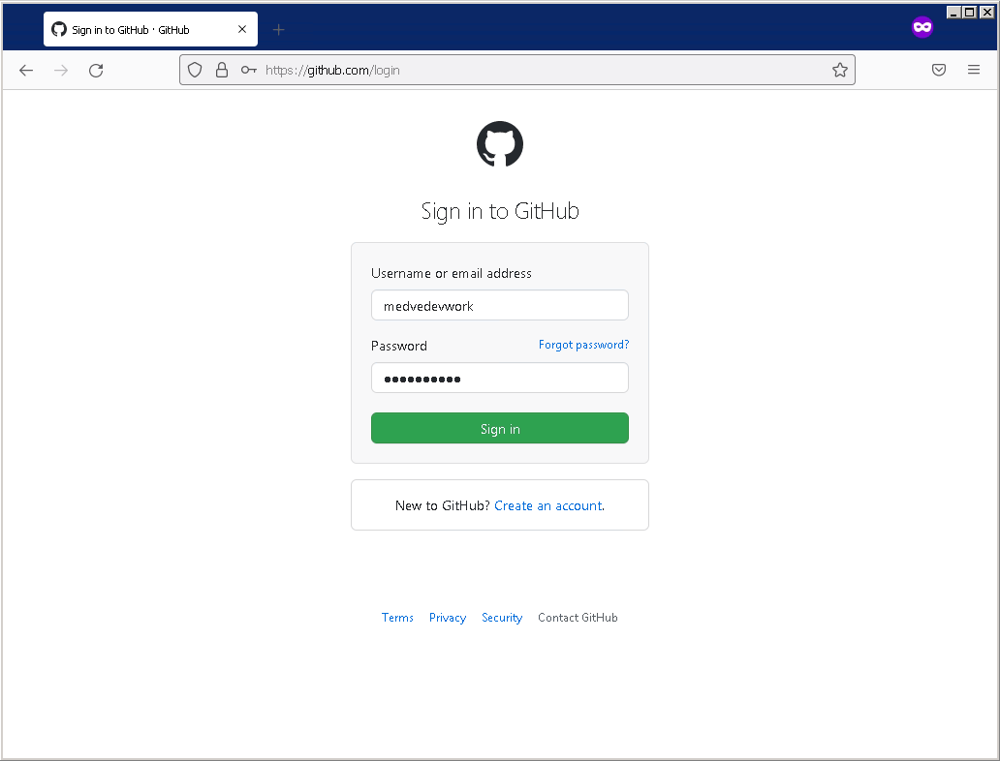 Sign in to GitHub · GitHub
https://github.com/login
Sign in to GitHub
Username or email address
medvedevwork
Password Forgot password?
●●●●●●●●●●
Sign in
New to GitHub? Create an account.
Terms Privacy Security Contact GitHub